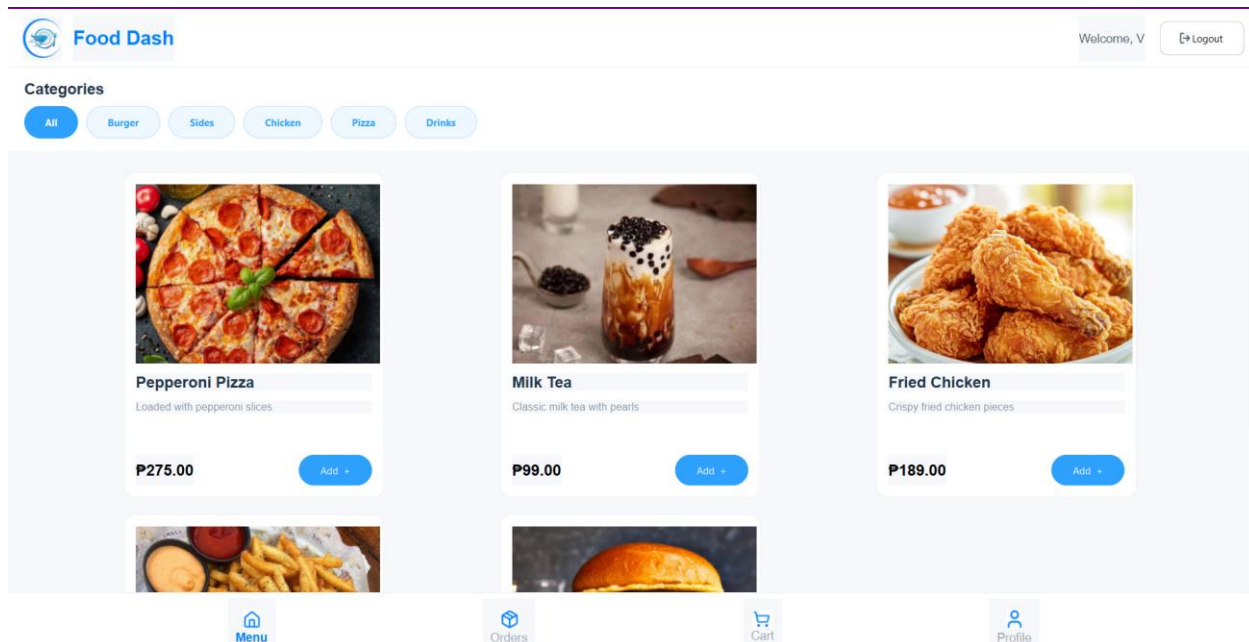 Food Dash
Welcome, V
Logout
Categories
All Burger Sides Chicken Pizza Drinks
Pepperoni Pizza
Loaded with pepperoni slices
₱275.00 Add +
Milk Tea
Classic milk tea with pearls
₱99.00 Add +
Fried Chicken
Crispy fried chicken pieces
₱189.00 Add +
Menu Orders Cart Profile